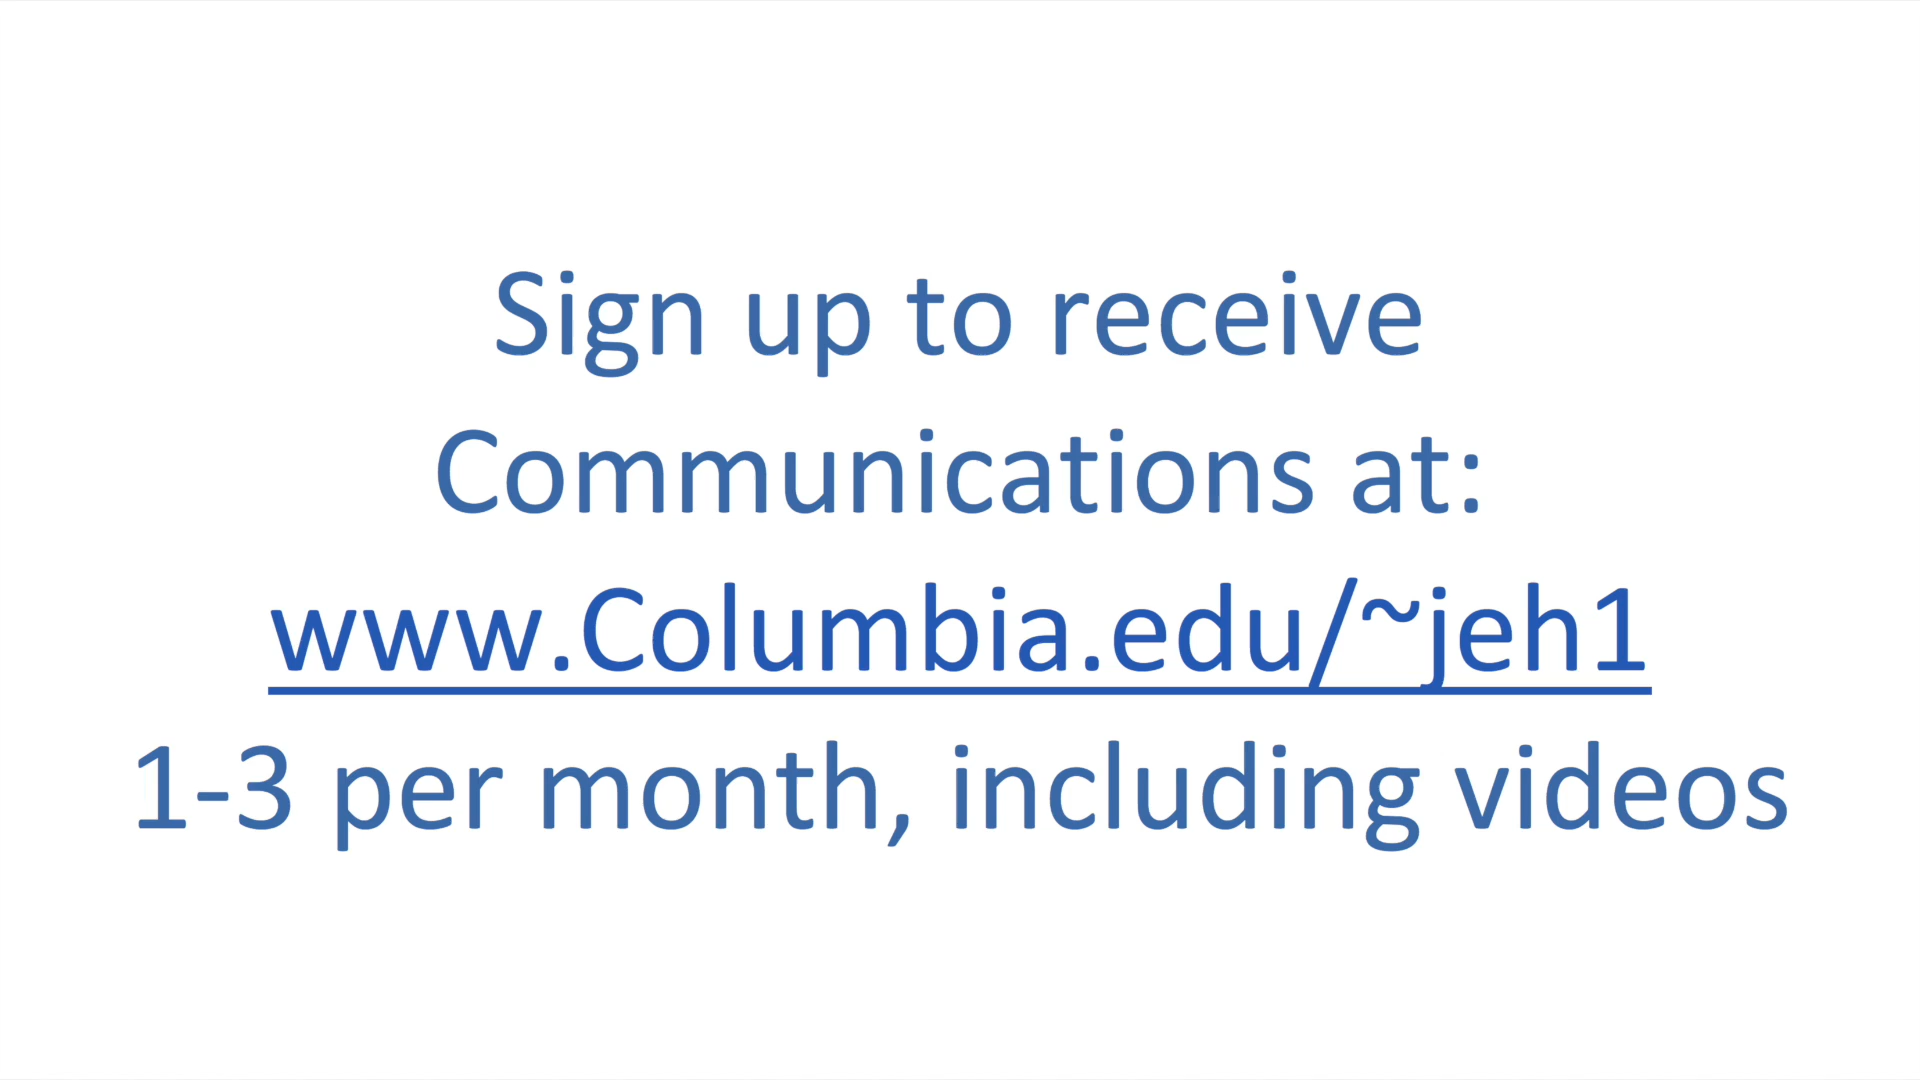 Sign up to receive
Communications at:
www.Columbia.edu/~jeh1
1-3 per month, including videos